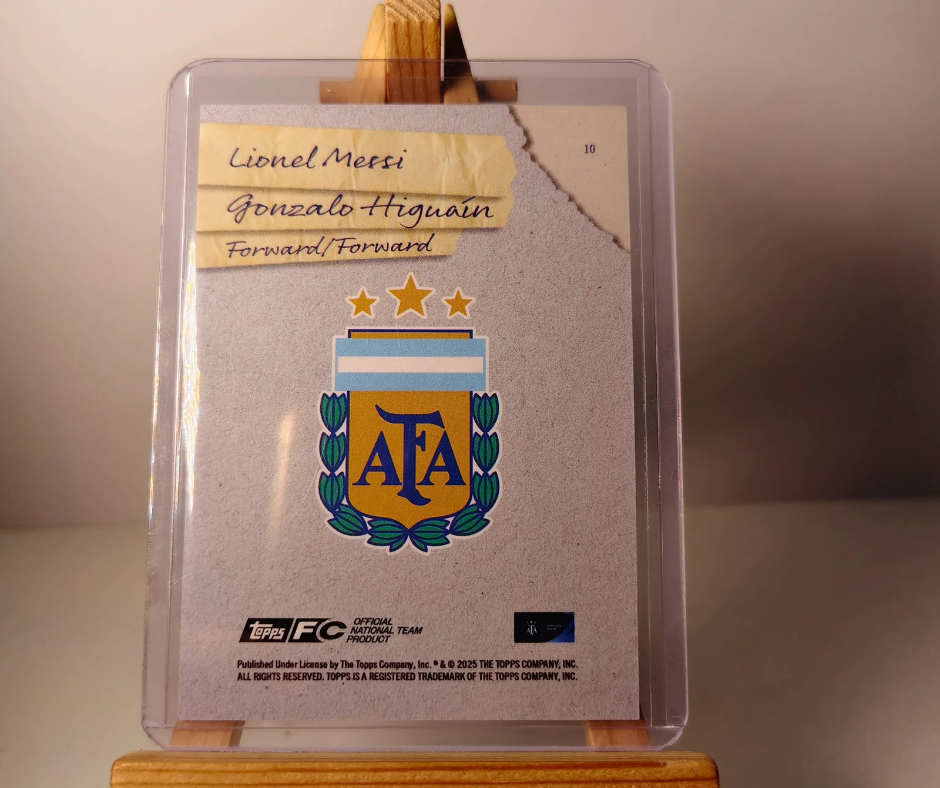 10
Lionel Messi
Gonzalo Higuaín
Forward/Forward
AFA
topps FC OFFICIAL
NATIONAL TEAM
PRODUCT
AFA
Published Under License by The Topps Company, Inc. ® & © 2025 THE TOPPS COMPANY, INC.
ALL RIGHTS RESERVED. TOPPS IS A REGISTERED TRADEMARK OF THE TOPPS COMPANY, INC.